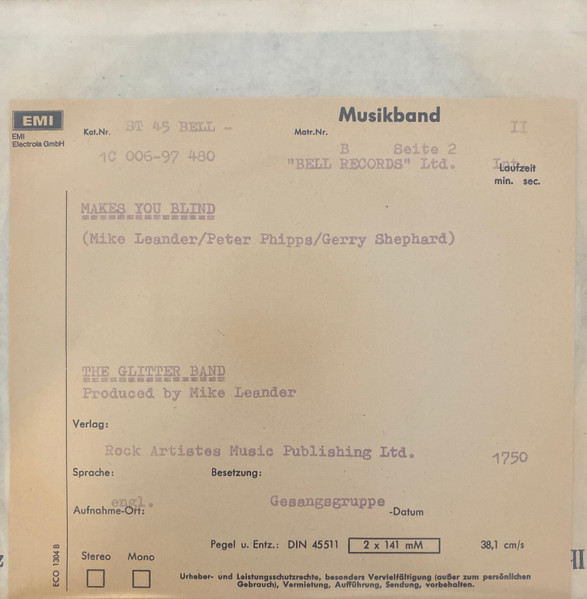 EMI
EMI
Electrola GmbH
Musikband
Kat.Nr. ST 45 BELL -
Matr.Nr. II
1C 006-97 480
B Seite 2
"BELL RECORDS" Ltd.
Laufzeit
min. sec.
MAKES YOU BLIND
(Mike Leander/Peter Phipps/Gerry Shephard)
THE GLITTER BAND
Produced by Mike Leander
Verlag:
Rock Artistes Music Publishing Ltd. 1750
Sprache: Besetzung:
engl. Gesangsgruppe
Aufnahme-Ort: -Datum
Pegel u. Entz.: DIN 45511 2 x 141 mM 38,1 cm/s
Stereo Mono
Urheber- und Leistungsschutzrechte, besonders Vervielfältigung (außer zum persönlichen
Gebrauch), Vermietung, Aufführung, Sendung, vorbehalten.
ECO 1304 B